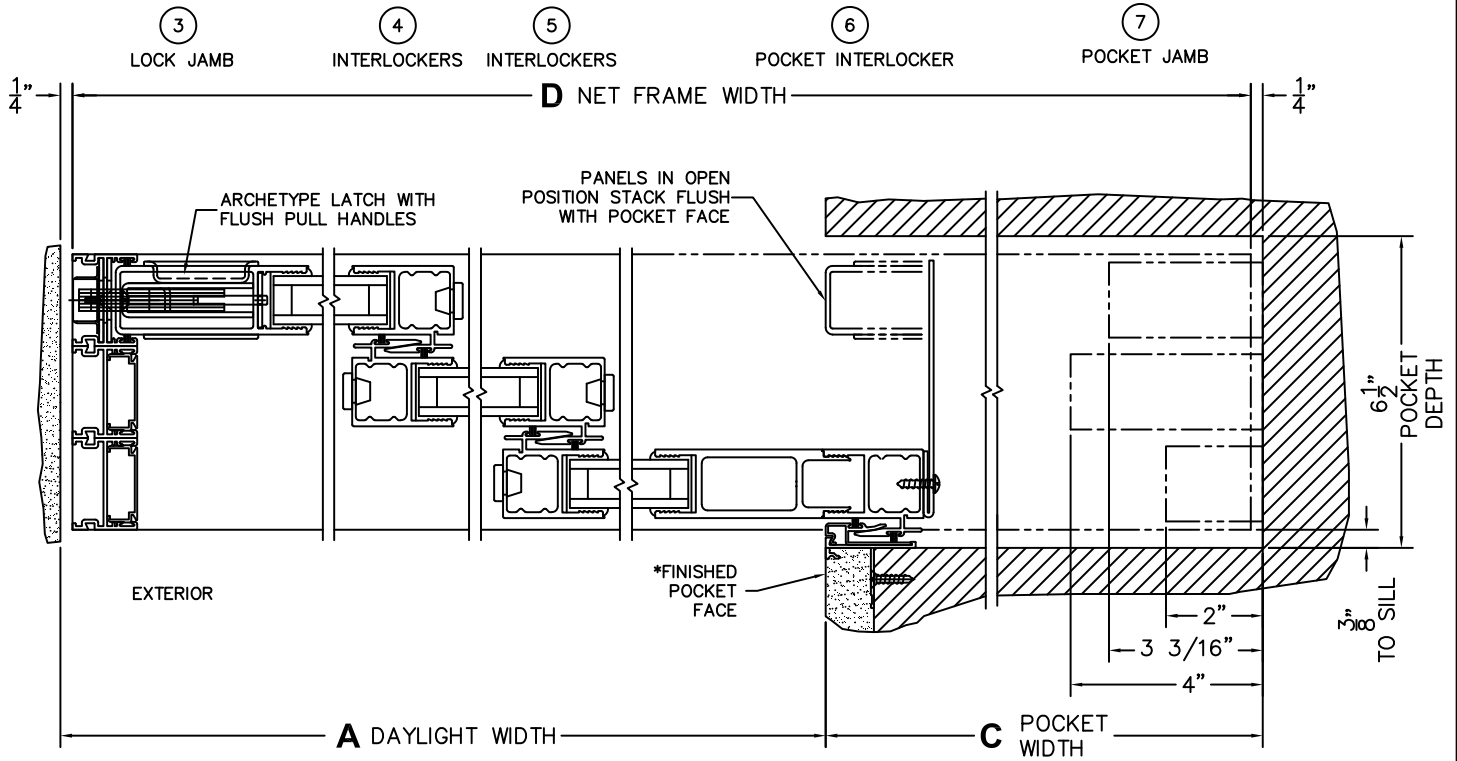 3
LOCK JAMB
4
INTERLOCKERS
5
INTERLOCKERS
6
POCKET INTERLOCKER
7
POCKET JAMB
1/4"
D NET FRAME WIDTH
1/4"
ARCHETYPE LATCH WITH
FLUSH PULL HANDLES
PANELS IN OPEN
POSITION STACK FLUSH
WITH POCKET FACE
6 1/2"
POCKET
DEPTH
EXTERIOR
*FINISHED
POCKET
FACE
3/8"
TO SILL
2"
3 3/16"
4"
A DAYLIGHT WIDTH
C POCKET
WIDTH